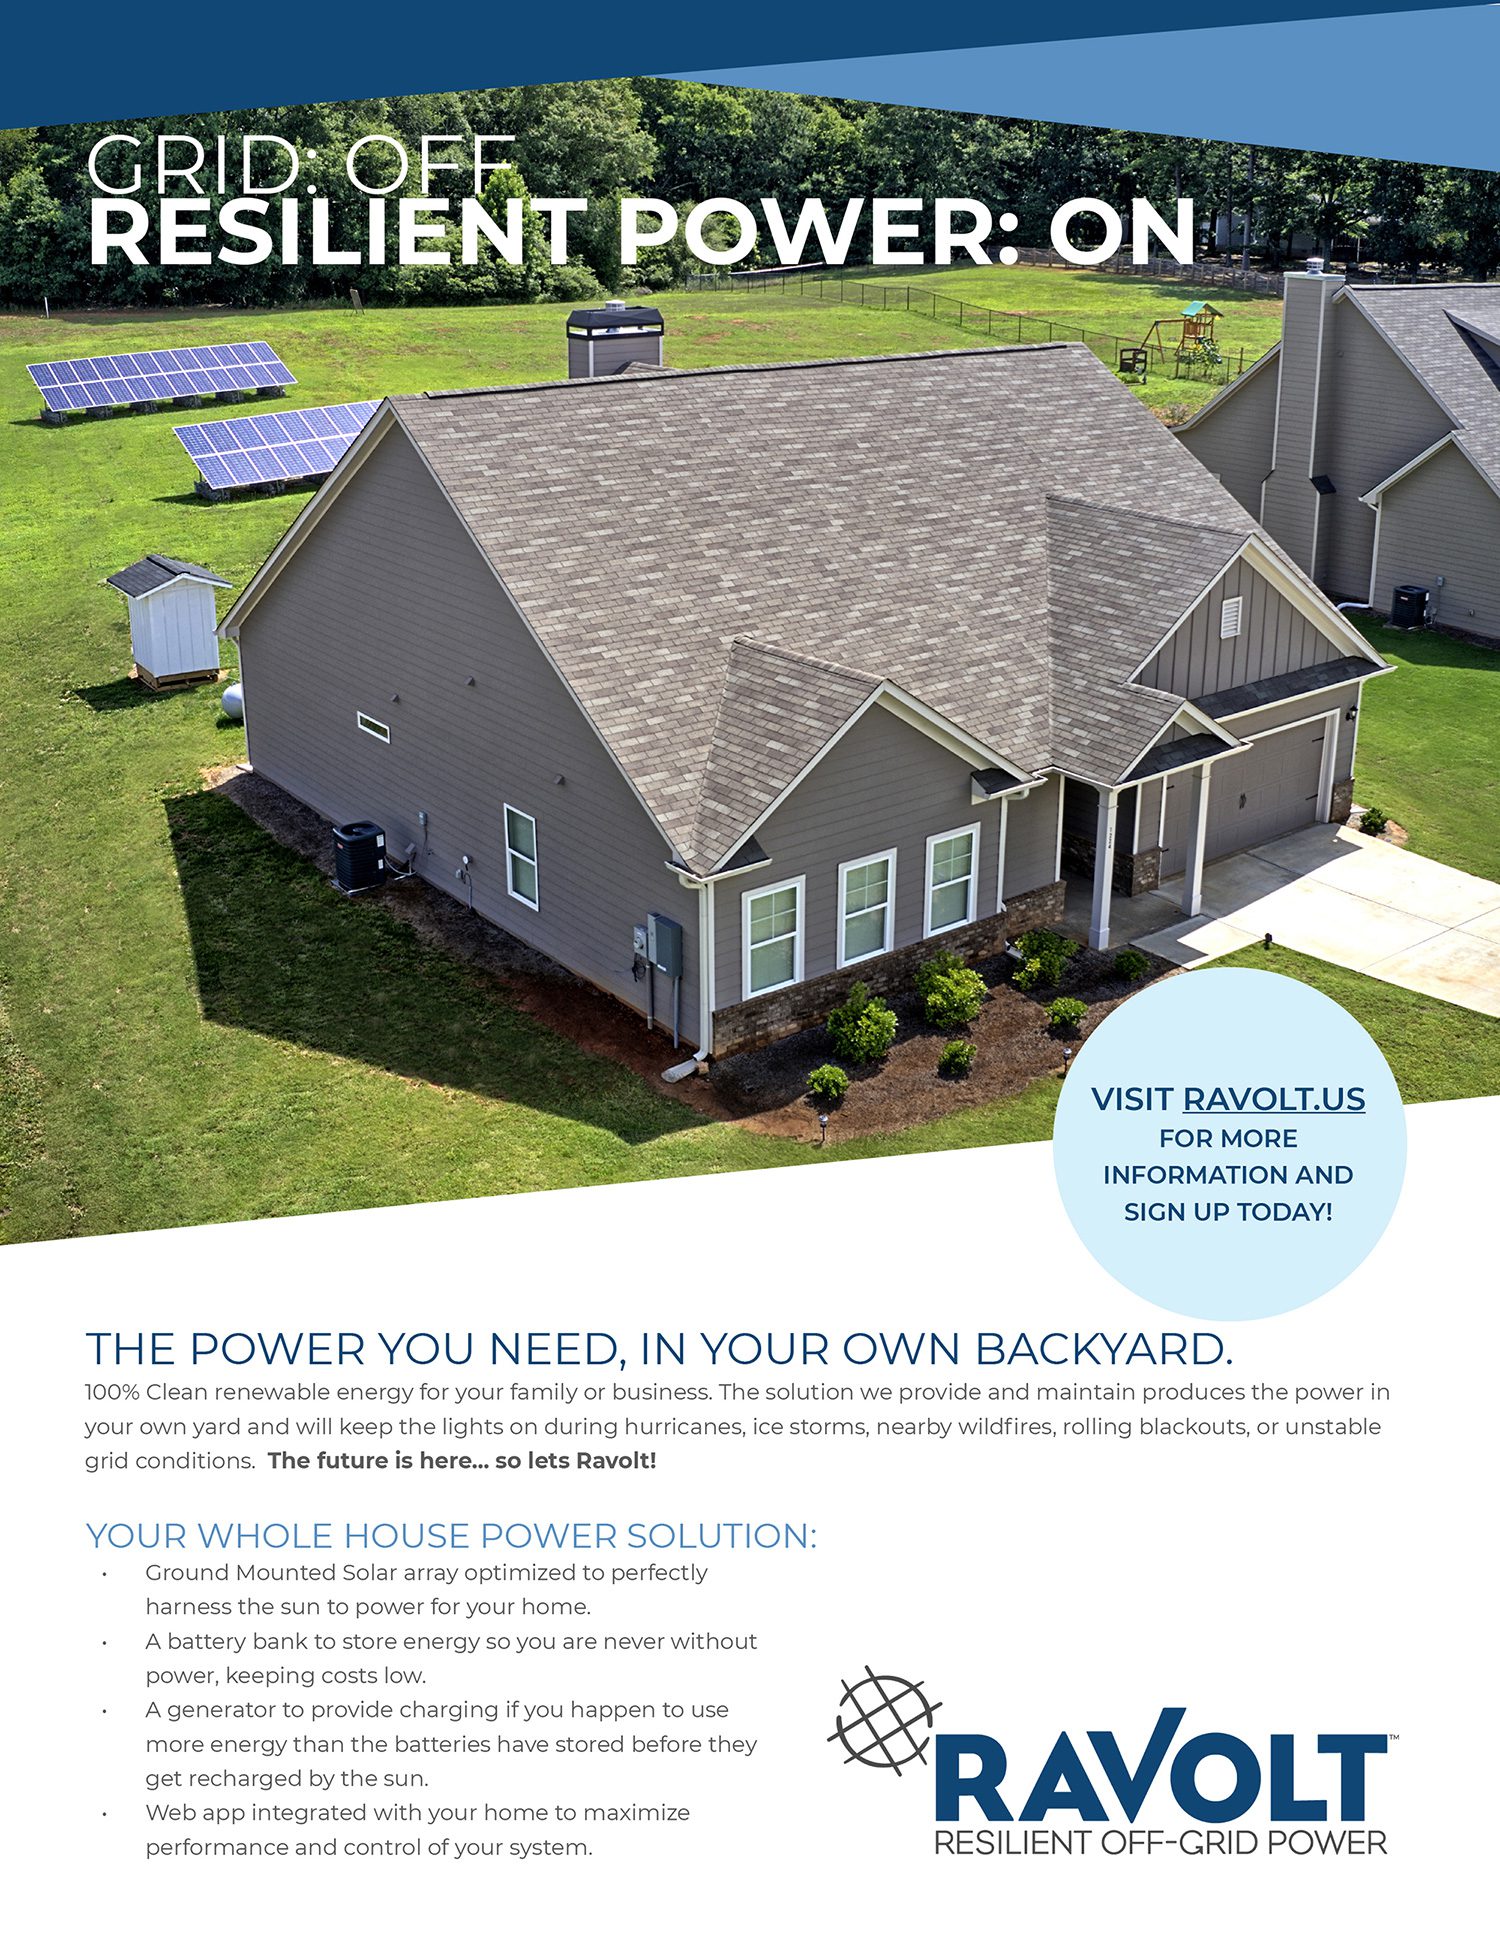 GRID: OFF
RESILIENT POWER: ON
VISIT RAVOLT.US
FOR MORE
INFORMATION AND
SIGN UP TODAY!
THE POWER YOU NEED, IN YOUR OWN BACKYARD.
100% Clean renewable energy for your family or business. The solution we provide and maintain produces the power in
your own yard and will keep the lights on during hurricanes, ice storms, nearby wildfires, rolling blackouts, or unstable
grid conditions. The future is here... so lets Ravolt!
YOUR WHOLE HOUSE POWER SOLUTION:
• Ground Mounted Solar array optimized to perfectly
harness the sun to power for your home.
• A battery bank to store energy so you are never without
power, keeping costs low.
• A generator to provide charging if you happen to use
more energy than the batteries have stored before they
get recharged by the sun.
• Web app integrated with your home to maximize
performance and control of your system.
RAVOLT™
RESILIENT OFF-GRID POWER